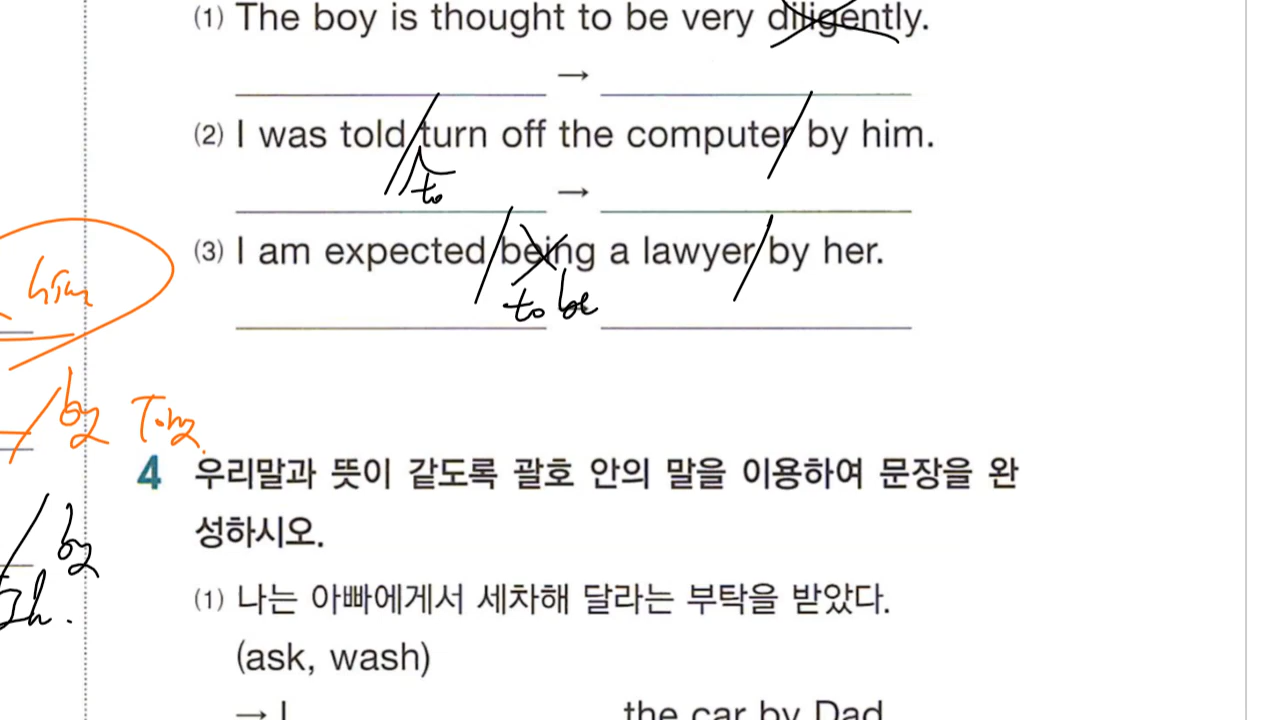 (1) The boy is thought to be very diligently.
→
(2) I was told turn off the computer by him.
to
→
(3) I am expected being a lawyer by her.
to be
him
by Tony.
by
4 우리말과 뜻이 같도록 괄호 안의 말을 이용하여 문장을 완
성하시오.
(1) 나는 아빠에게서 세차해 달라는 부탁을 받았다.
(ask, wash)
→ I the car by Dad